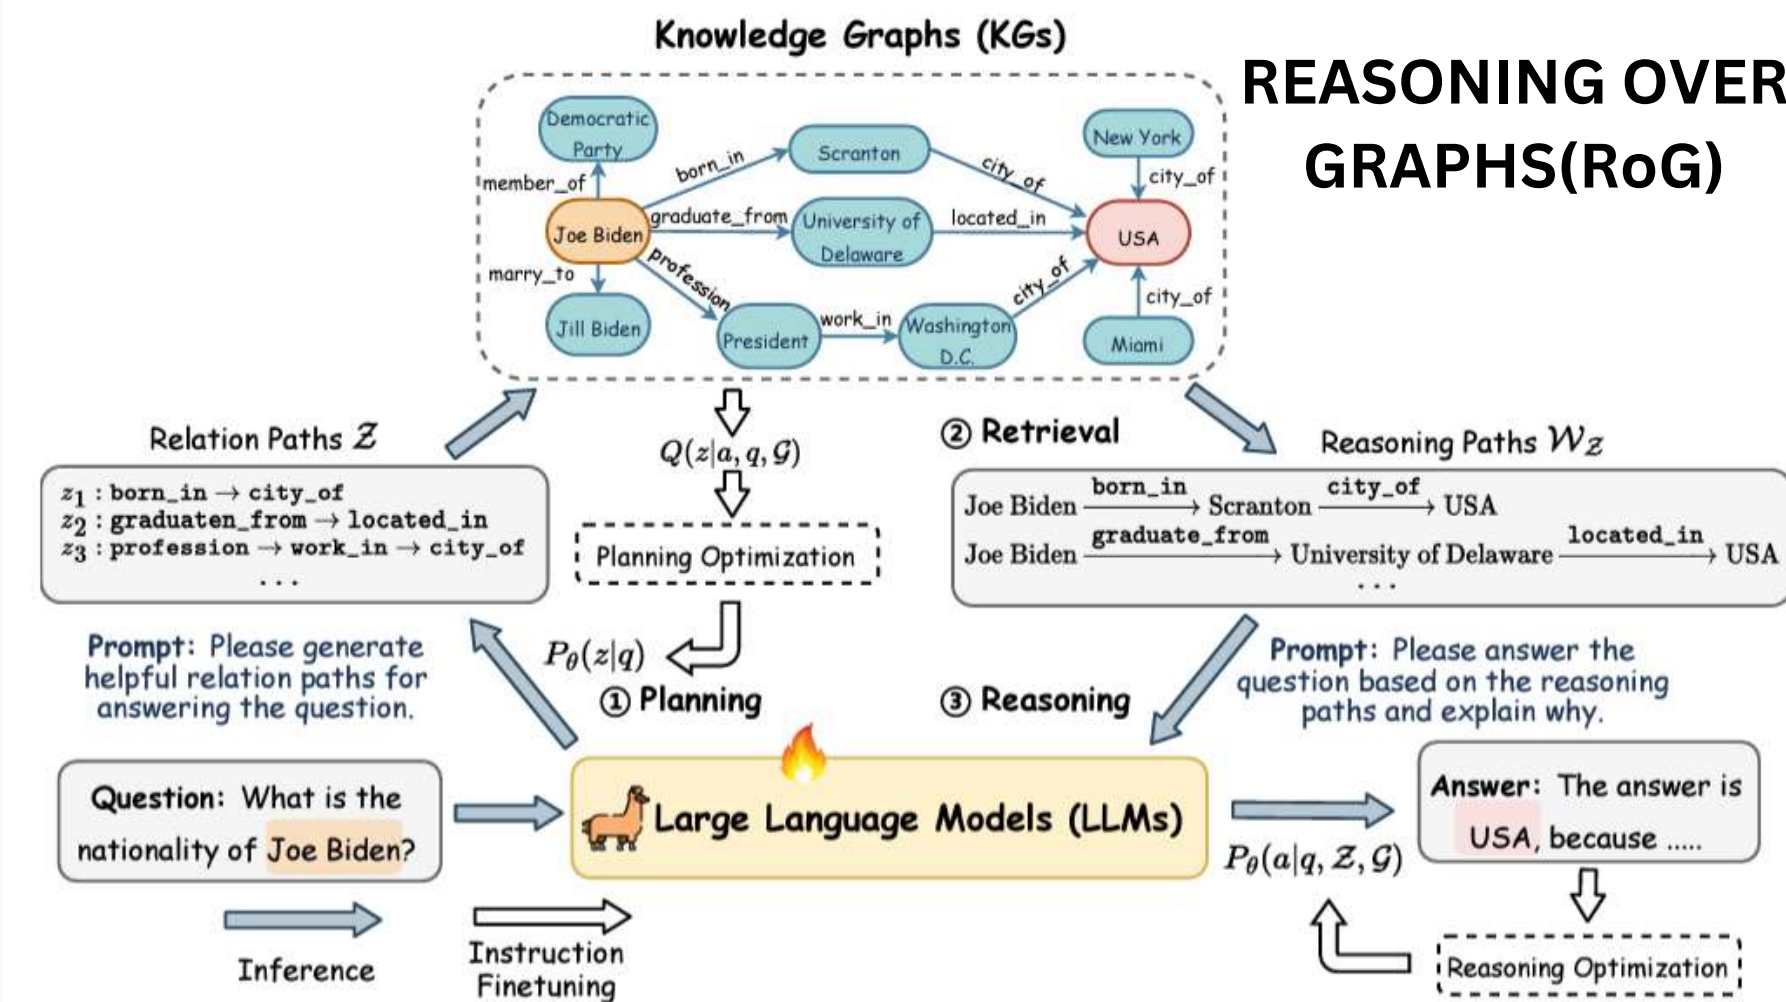 Knowledge Graphs (KGs)
REASONING OVER
GRAPHS(RoG)
Democratic
Party
member_of
Joe Biden
marry_to
Jill Biden
born_in
Scranton
city_of
graduate_from
University of
Delaware
located_in
profession
President
work_in
Washington
D.C.
city_of
New York
city_of
USA
city_of
Miami
Relation Paths 𝒵
z₁ : born_in → city_of
z₂ : graduaten_from → located_in
z₃ : profession → work_in → city_of
...
Q(z|a, q, 𝒢)
Planning Optimization
P_θ(z|q)
① Planning
② Retrieval
Reasoning Paths 𝒲_𝒵
born_in city_of
Joe Biden → Scranton → USA
graduate_from located_in
Joe Biden → University of Delaware → USA
...
Prompt: Please generate
helpful relation paths for
answering the question.
③ Reasoning
Prompt: Please answer the
question based on the reasoning
paths and explain why.
Question: What is the
nationality of Joe Biden?
Large Language Models (LLMs)
P_θ(a|q, 𝒵, 𝒢)
Answer: The answer is
USA, because .....
Inference
Instruction
Finetuning
Reasoning Optimization